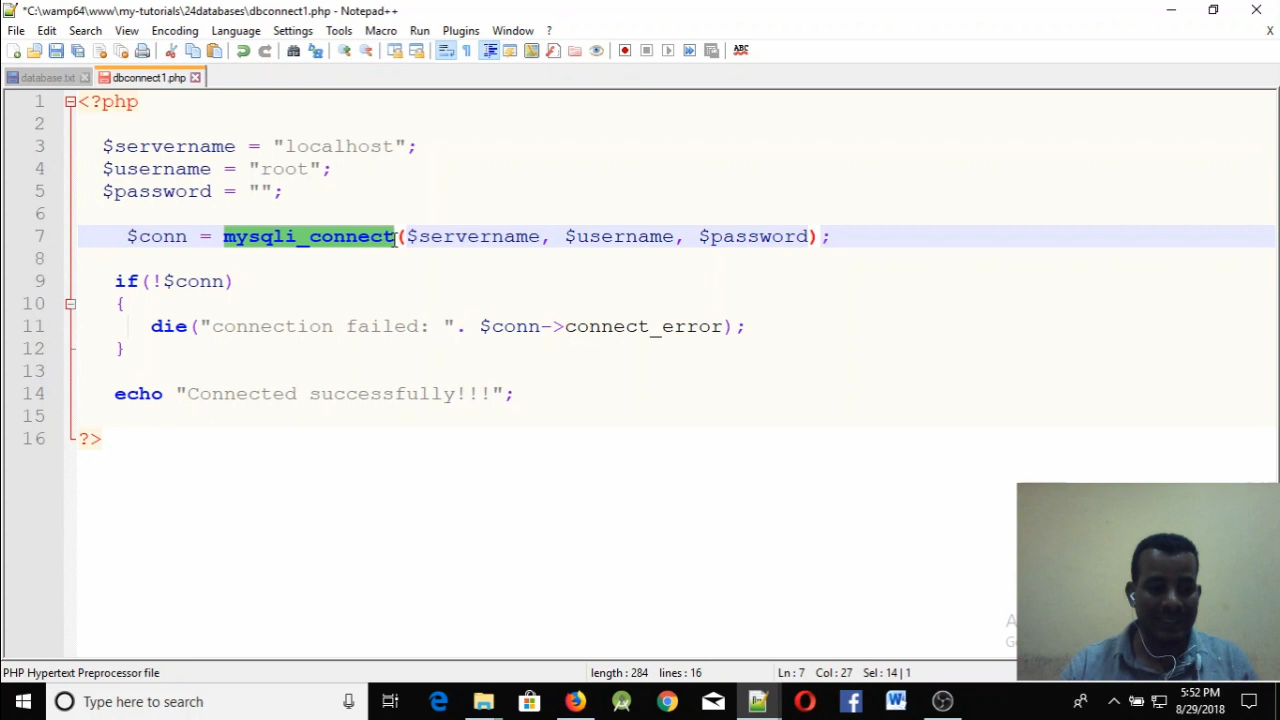 *C:\wamp64\www\my-tutorials\24databases\dbconnect1.php - Notepad++
File Edit Search View Encoding Language Settings Tools Macro Run Plugins Window ? X
database.txt dbconnect1.php
1 <?php
2
3 $servername = "localhost";
4 $username = "root";
5 $password = "";
6
7 $conn = mysqli_connect($servername, $username, $password);
8
9 if(!$conn)
10 {
11 die("connection failed: ". $conn->connect_error);
12 }
13
14 echo "Connected successfully!!!";
15
16 ?>
PHP Hypertext Preprocessor file length : 284 lines : 16 Ln : 7 Col : 27 Sel : 14 | 1
Type here to search
5:52 PM
8/29/2018